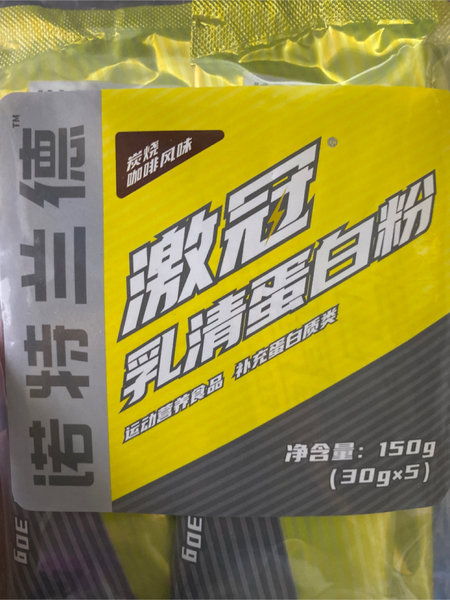 诺特兰德™
炭烧
咖啡风味
激冠®
乳清蛋白粉
运动营养食品 补充蛋白质类
净含量：150g
(30g×5)
30g
30g